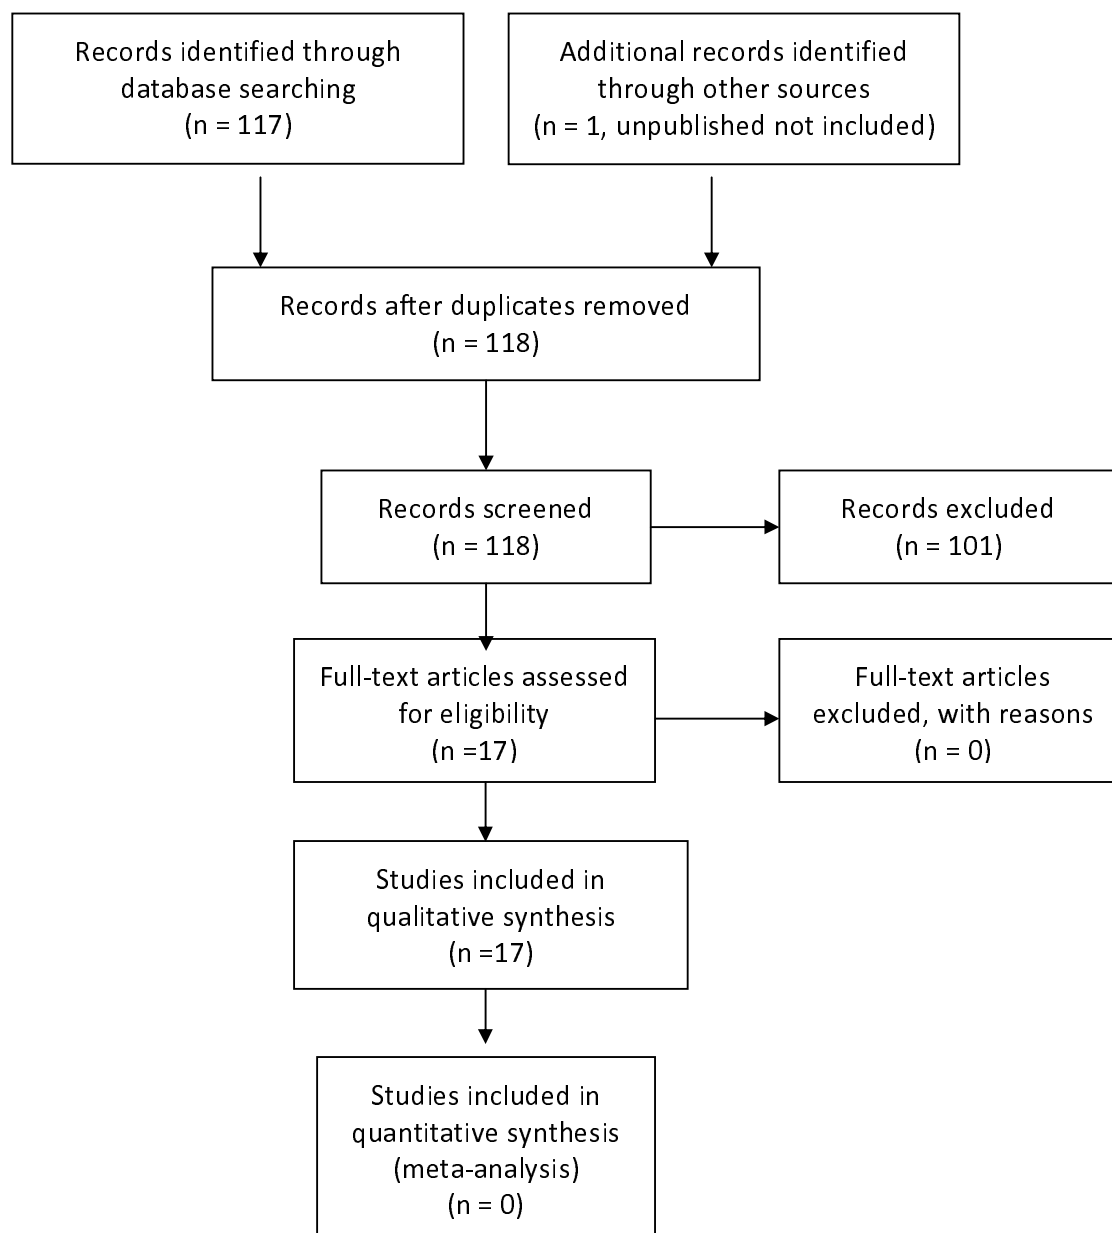 Records identified through
database searching
(n = 117)
Additional records identified
through other sources
(n = 1, unpublished not included)
Records after duplicates removed
(n = 118)
Records screened
(n = 118)
Records excluded
(n = 101)
Full-text articles assessed
for eligibility
(n =17)
Full-text articles
excluded, with reasons
(n = 0)
Studies included in
qualitative synthesis
(n =17)
Studies included in
quantitative synthesis
(meta-analysis)
(n = 0)